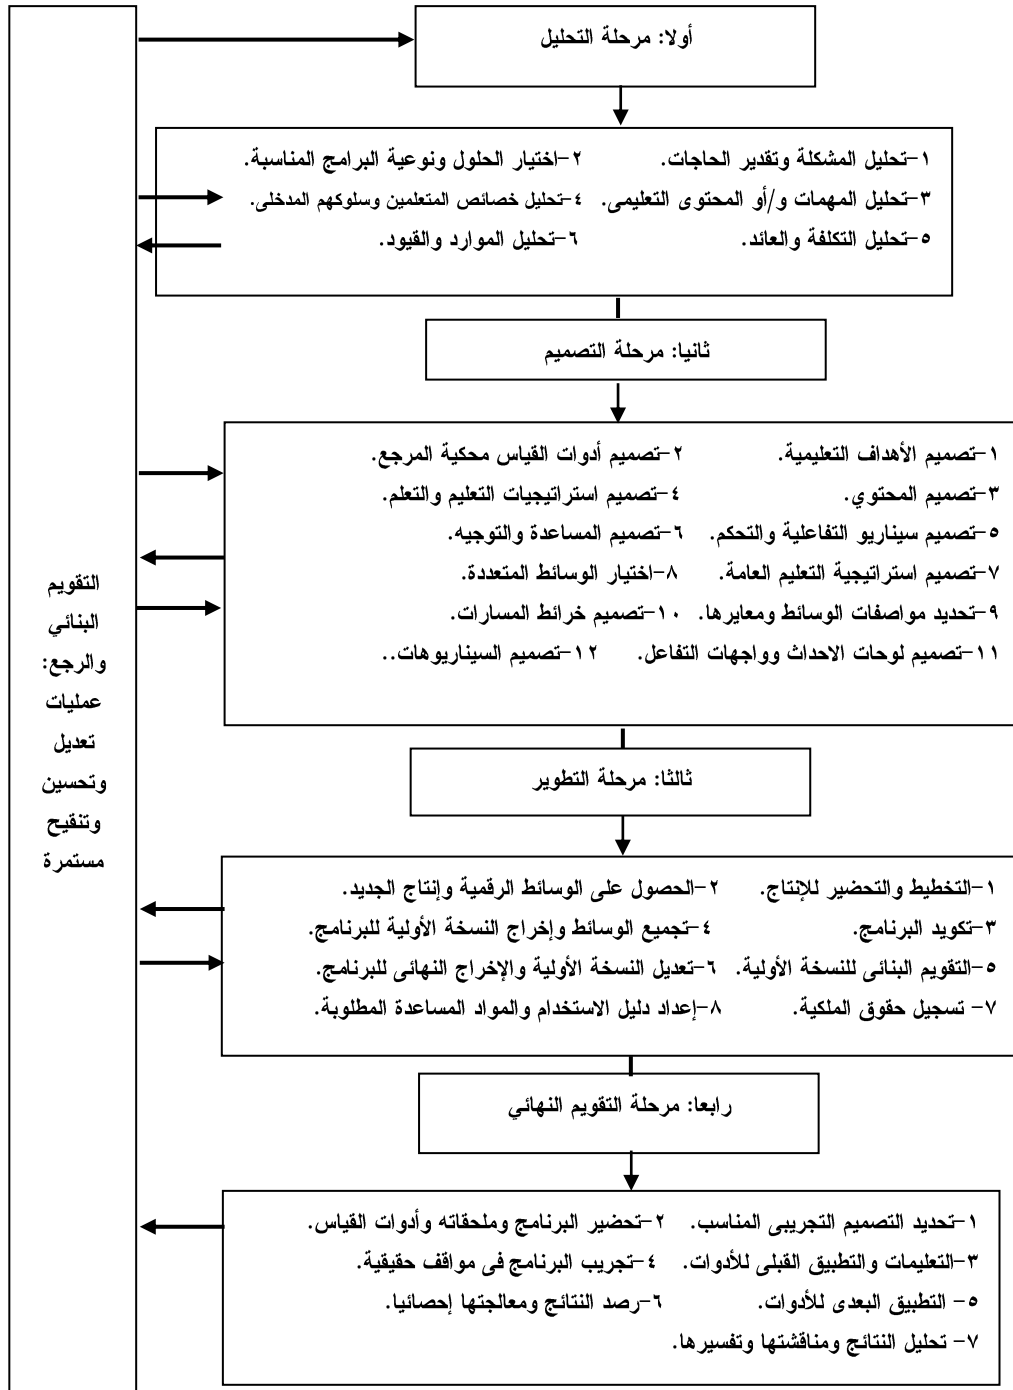 أولا: مرحلة التحليل
١-تحليل المشكلة وتقدير الحاجات. ٢-اختيار الحلول ونوعية البرامج المناسبة.
٣-تحليل المهمات و/أو المحتوى التعليمى. ٤-تحليل خصائص المتعلمين وسلوكهم المدخلى.
٥-تحليل التكلفة والعائد. ٦-تحليل الموارد والقيود.
ثانيا: مرحلة التصميم
١-تصميم الأهداف التعليمية. ٢-تصميم أدوات القياس محكية المرجع.
٣-تصميم المحتوي. ٤-تصميم استراتيجيات التعليم والتعلم.
٥-تصميم سيناريو التفاعلية والتحكم. ٦-تصميم المساعدة والتوجيه.
٧-تصميم استراتيجية التعليم العامة. ٨-اختيار الوسائط المتعددة.
٩-تحديد مواصفات الوسائط ومعايرها. ١٠-تصميم خرائط المسارات.
١١-تصميم لوحات الاحداث وواجهات التفاعل. ١٢-تصميم السيناريوهات..
ثالثا: مرحلة التطوير
١-التخطيط والتحضير للإنتاج. ٢-الحصول على الوسائط الرقمية وإنتاج الجديد.
٣-تكويد البرنامج. ٤-تجميع الوسائط وإخراج النسخة الأولية للبرنامج.
٥-التقويم البنائى للنسخة الأولية. ٦-تعديل النسخة الأولية والإخراج النهائى للبرنامج.
٧- تسجيل حقوق الملكية. ٨-إعداد دليل الاستخدام والمواد المساعدة المطلوبة.
رابعا: مرحلة التقويم النهائي
١-تحديد التصميم التجريبى المناسب. ٢-تحضير البرنامج وملحقاته وأدوات القياس.
٣-التعليمات والتطبيق القبلى للأدوات. ٤-تجريب البرنامج فى مواقف حقيقية.
٥- التطبيق البعدى للأدوات. ٦-رصد النتائج ومعالجتها إحصائيا.
٧- تحليل النتائج ومناقشتها وتفسيرها.
التقويم
البنائي
والرجع:
عمليات
تعديل
وتحسين
وتنقيح
مستمرة